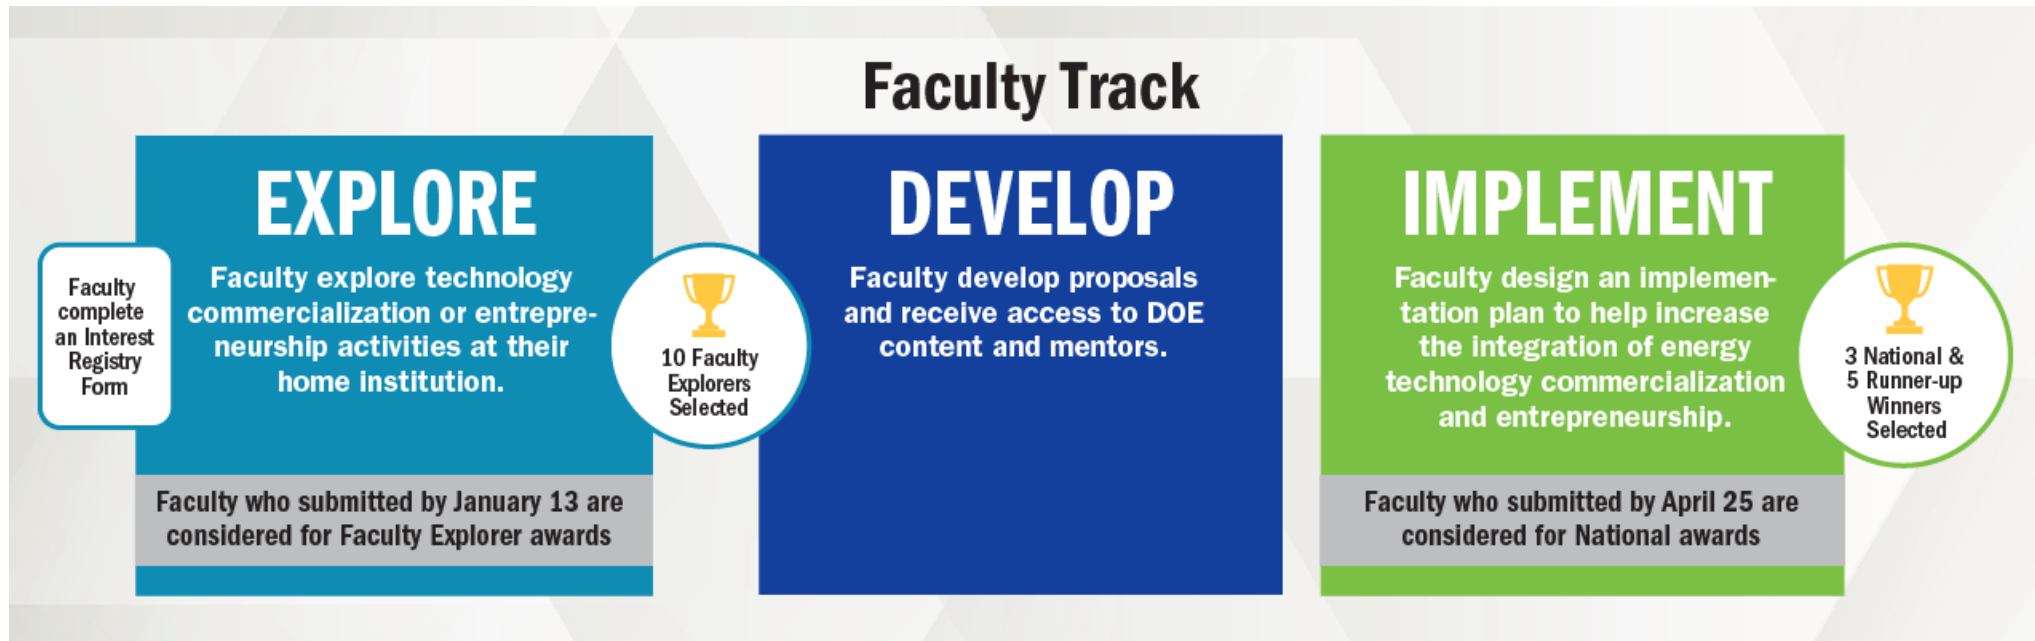 Faculty Track
Faculty
complete
an Interest
Registry
Form
EXPLORE
Faculty explore technology
commercialization or entrepre-
neurship activities at their
home institution.
Faculty who submitted by January 13 are
considered for Faculty Explorer awards
10 Faculty
Explorers
Selected
DEVELOP
Faculty develop proposals
and receive access to DOE
content and mentors.
IMPLEMENT
Faculty design an implemen-
tation plan to help increase
the integration of energy
technology commercialization
and entrepreneurship.
Faculty who submitted by April 25 are
considered for National awards
3 National &
5 Runner-up
Winners
Selected